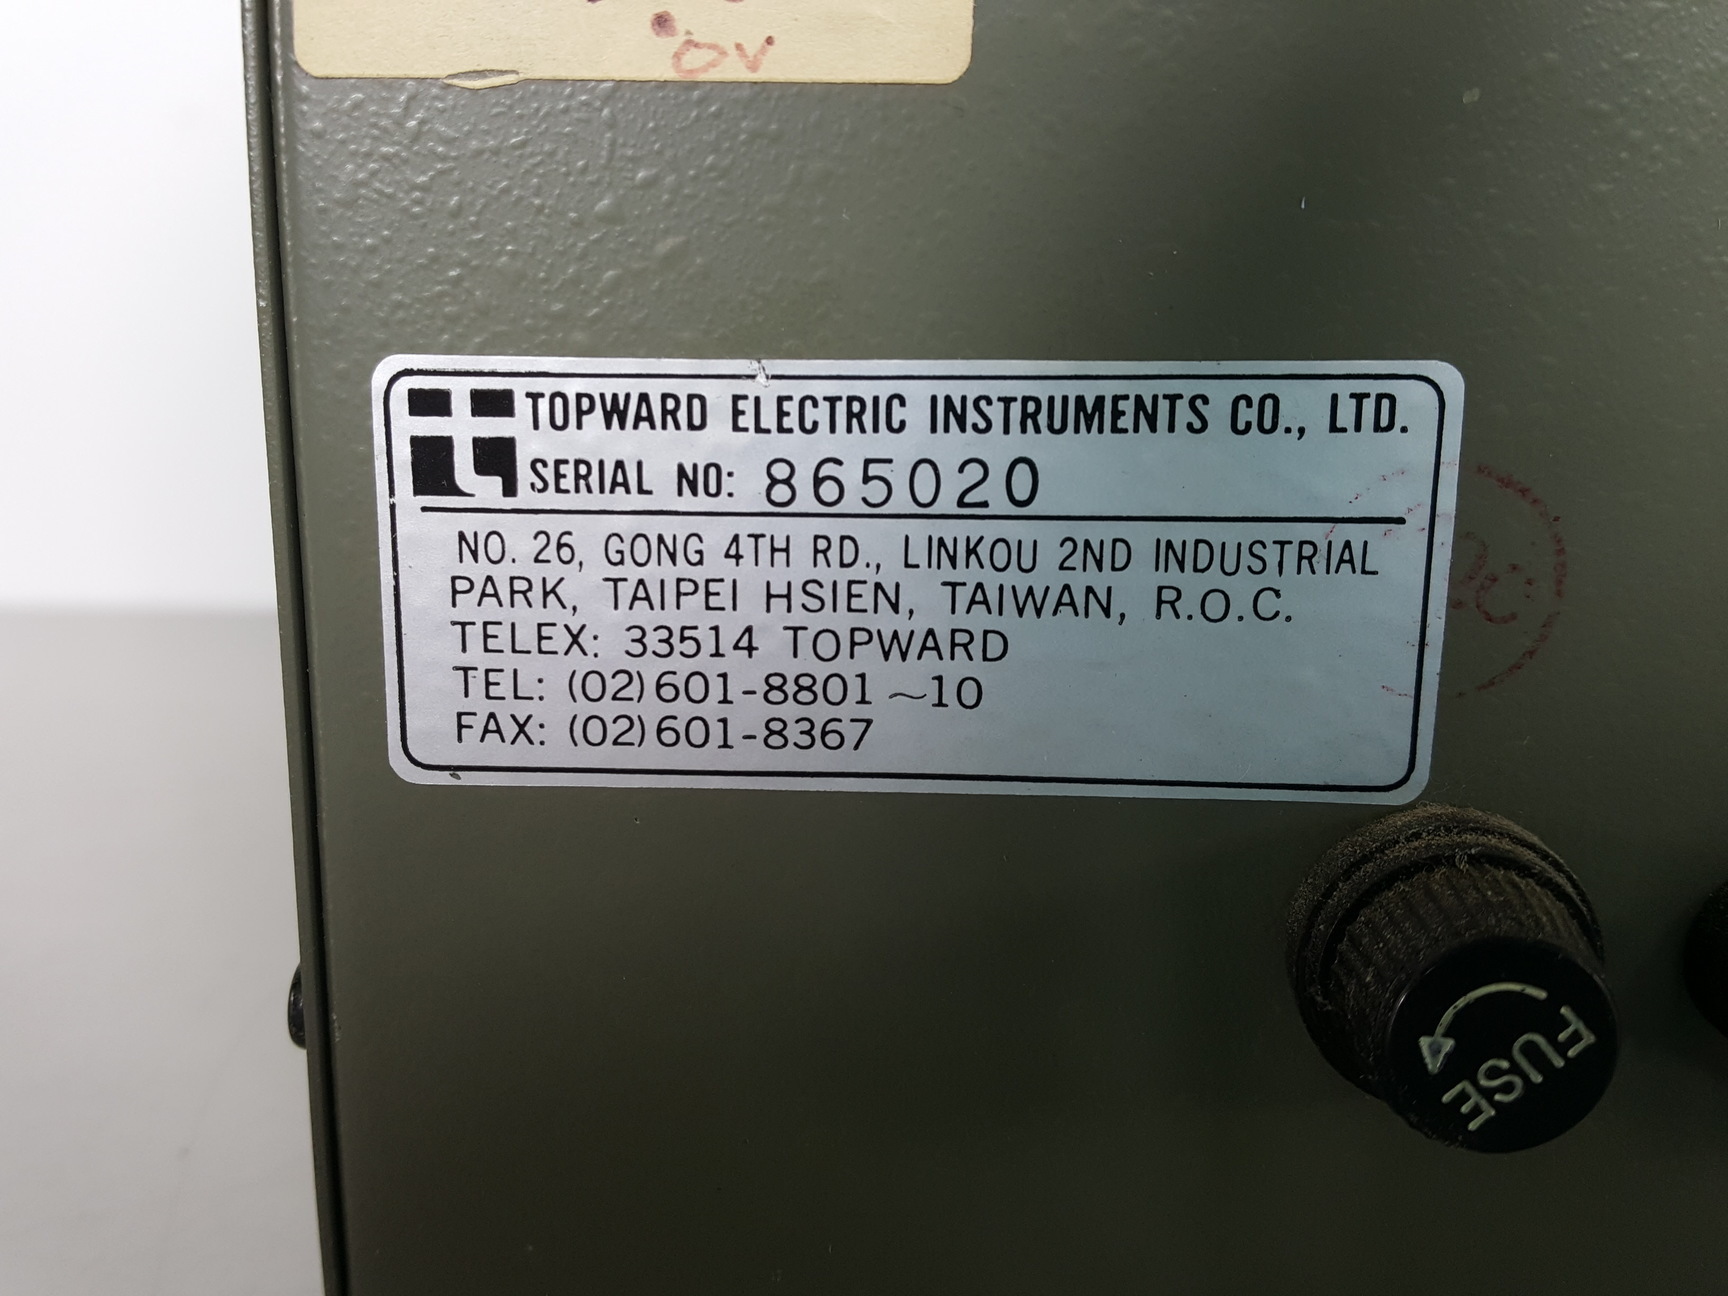 OV
TOPWARD ELECTRIC INSTRUMENTS CO., LTD.
SERIAL NO: 865020
NO. 26, GONG 4TH RD., LINKOU 2ND INDUSTRIAL
PARK, TAIPEI HSIEN, TAIWAN, R.O.C.
TELEX: 33514 TOPWARD
TEL: (02)601-8801~10
FAX: (02)601-8367
FUSE